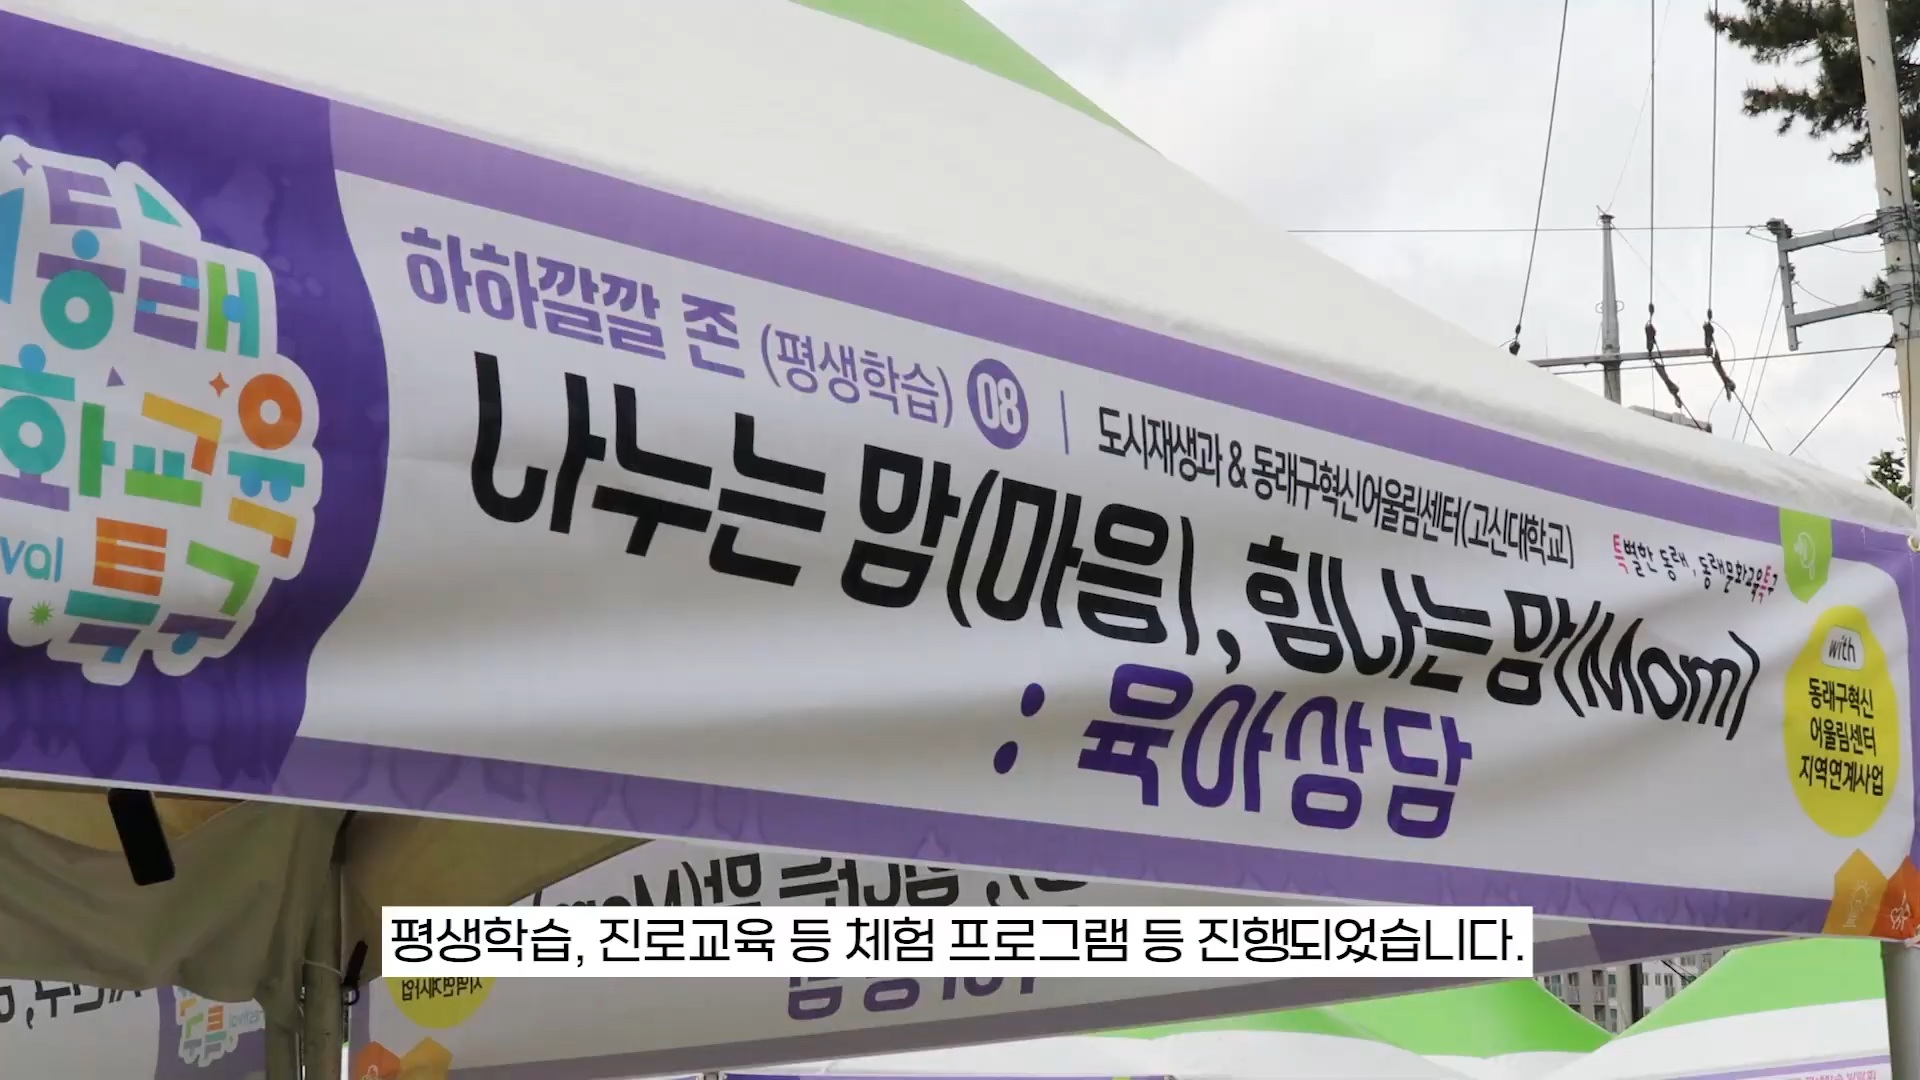 동래
화교육
특구
val
하하깔깔 존 (평생학습) 08 | 도시재생과 & 동래구혁신어울림센터(고신대학교)
특별한 동래, 동래문화교육특구
나누는 맘(마음), 힘나는 맘(Mom)
: 육아상담
with
동래구혁신
어울림센터
지역연계사업
평생학습, 진로교육 등 체험 프로그램 등 진행되었습니다.